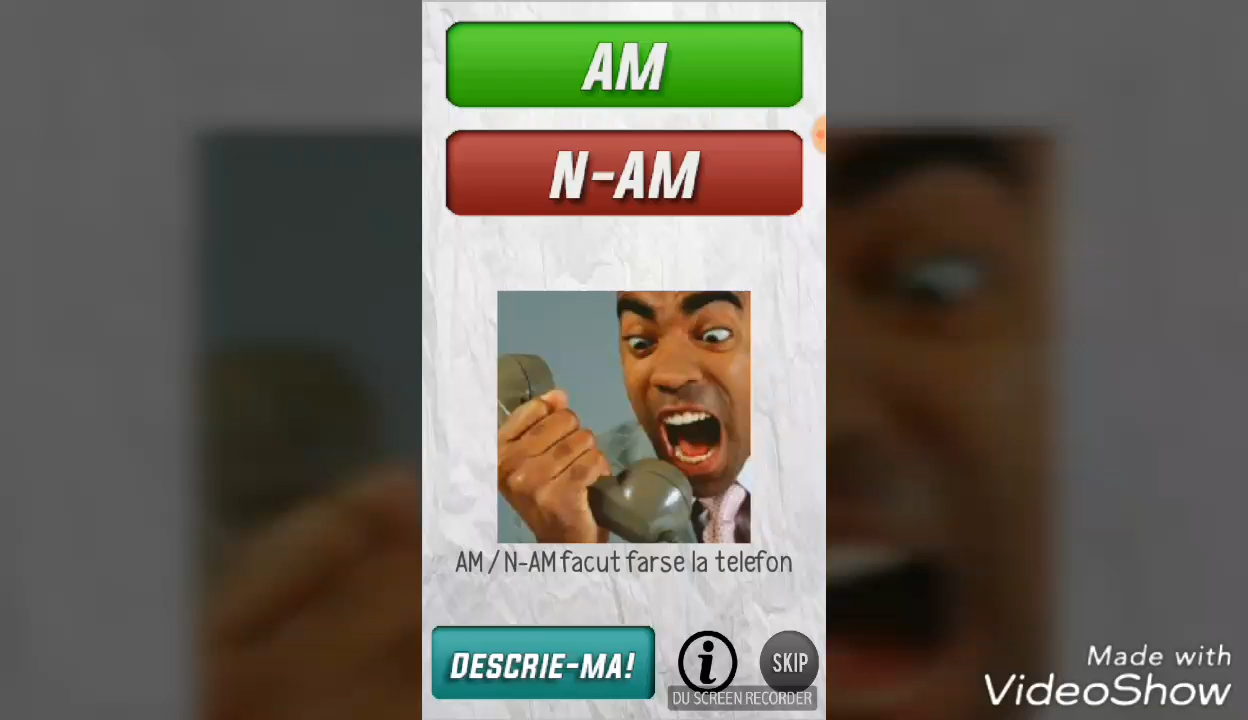 AM
N-AM
AM / N-AM facut farse la telefon
DESCRIE-MA!
i
SKIP
DU SCREEN RECORDER
Made with
VideoShow